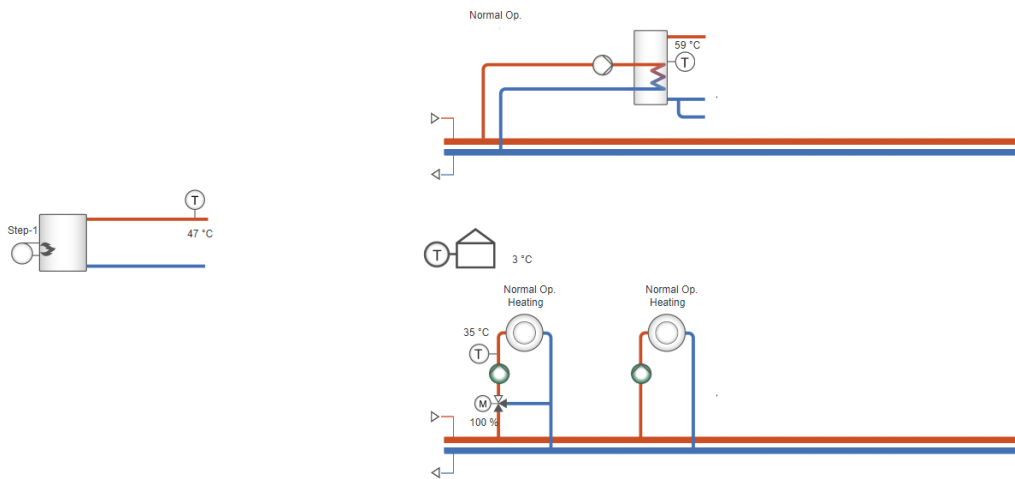 Normal Op.
59 °C
T
T
Step-1
47 °C
T
3 °C
Normal Op.
Heating
Normal Op.
Heating
35 °C
T
M
100 %